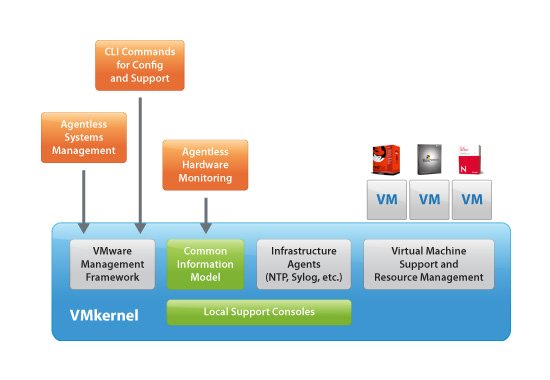 CLI Commands
for Config
and Support
Agentless
Systems
Management
Agentless
Hardware
Monitoring
N
VM
VM
VM
VMware
Management
Framework
Common
Information
Model
Infrastructure
Agents
(NTP, Sylog, etc.)
Virtual Machine
Support and
Resource Management
Local Support Consoles
VMkernel